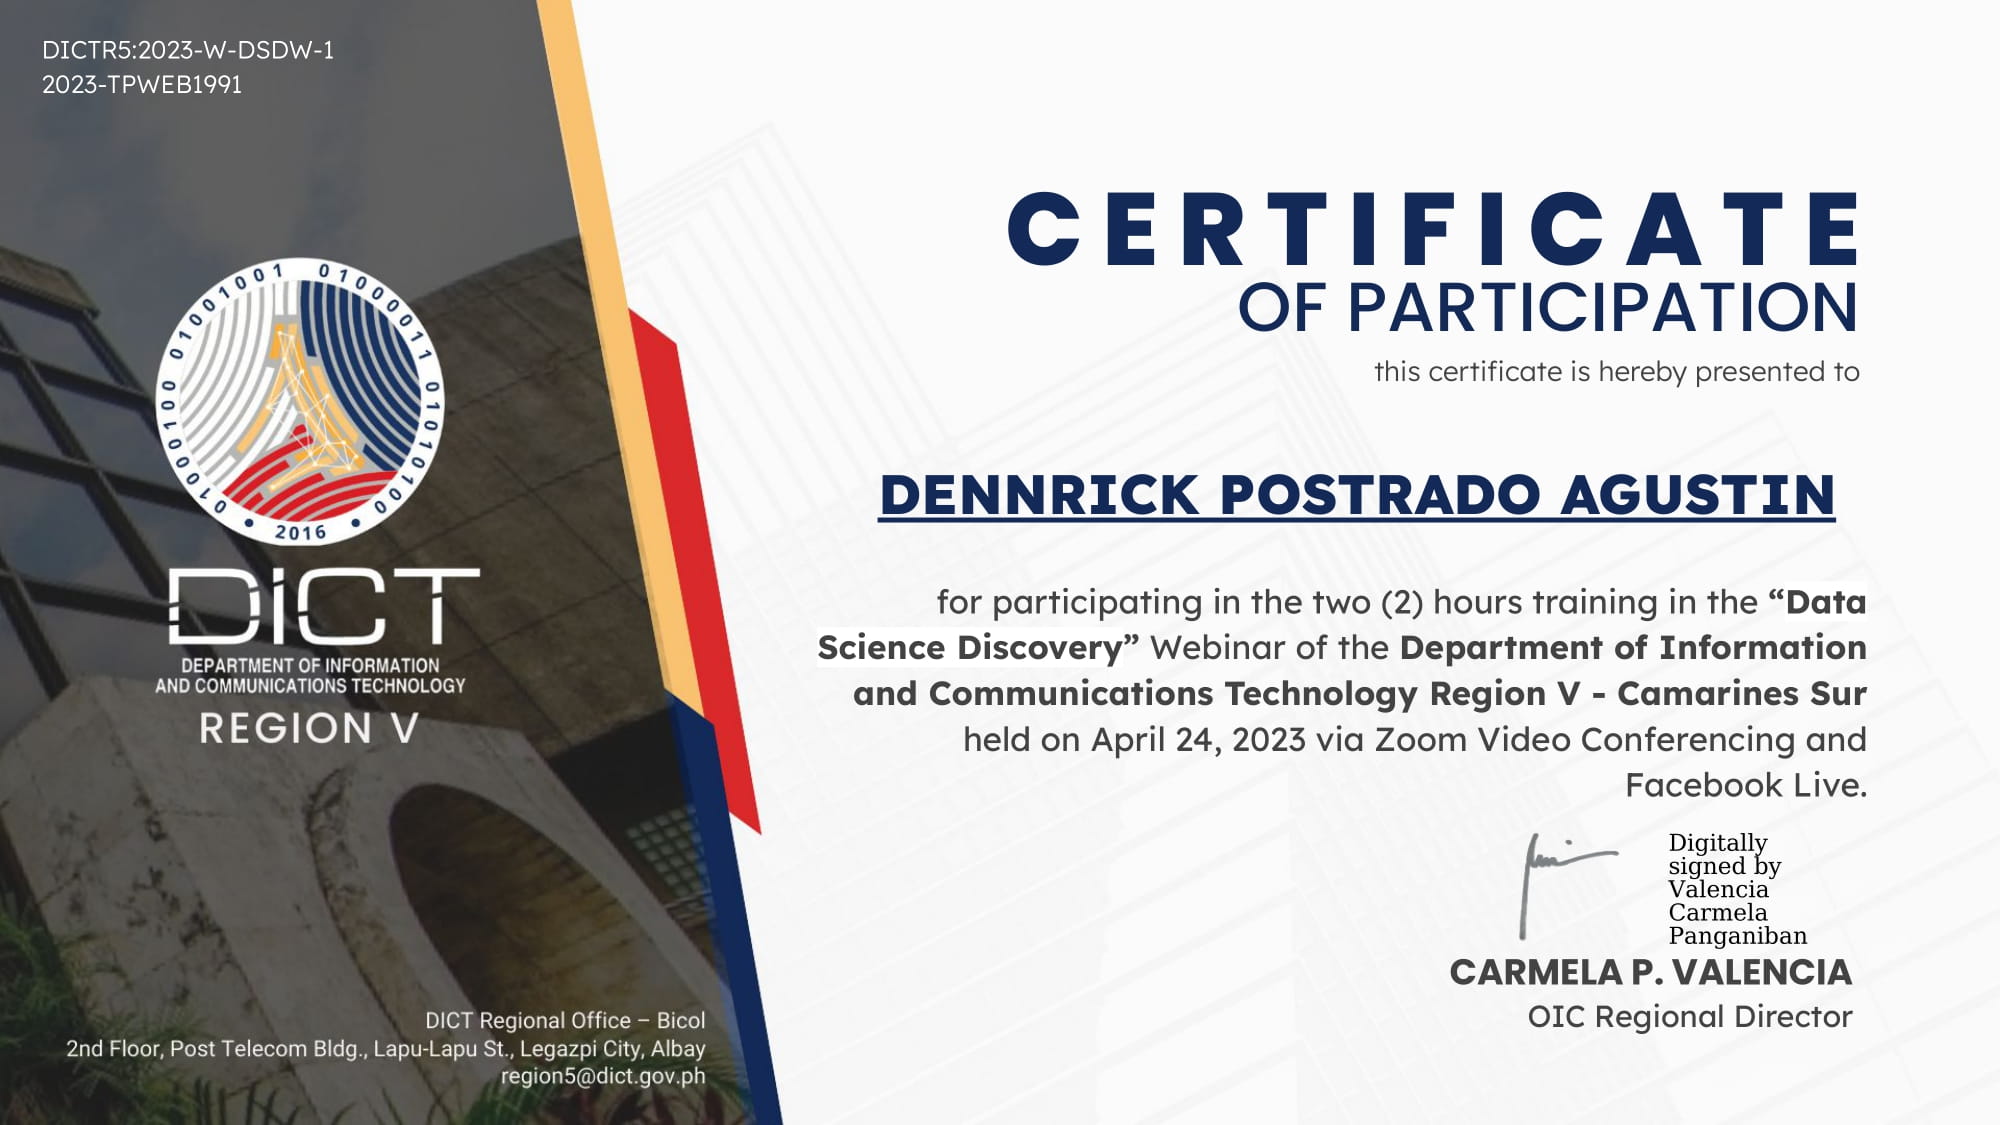 DICTR5:2023-W-DSDW-1
2023-TPWEB1991
01001001 01000011 01010100 01000100
2016
DiCT
DEPARTMENT OF INFORMATION
AND COMMUNICATIONS TECHNOLOGY
REGION V
DICT Regional Office – Bicol
2nd Floor, Post Telecom Bldg., Lapu-Lapu St., Legazpi City, Albay
region5@dict.gov.ph
CERTIFICATE
OF PARTICIPATION
this certificate is hereby presented to
DENNRICK POSTRADO AGUSTIN
for participating in the two (2) hours training in the “Data
Science Discovery” Webinar of the Department of Information
and Communications Technology Region V - Camarines Sur
held on April 24, 2023 via Zoom Video Conferencing and
Facebook Live.
Digitally
signed by
Valencia
Carmela
Panganiban
CARMELA P. VALENCIA
OIC Regional Director